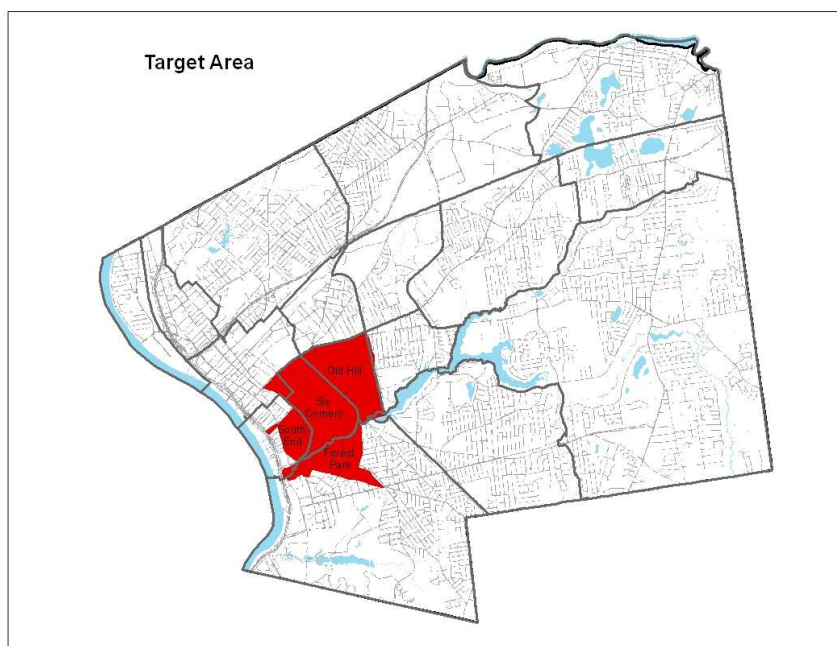 Target Area
Old Hill
Six
Corners
South
End
Forest
Park